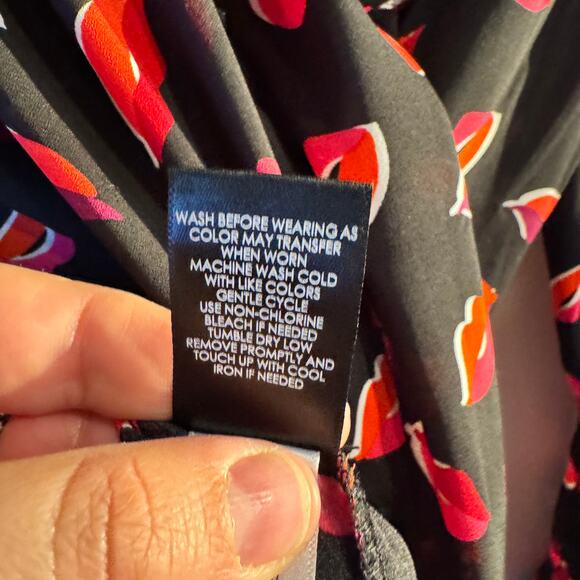 WASH BEFORE WEARING AS
COLOR MAY TRANSFER
WHEN WORN
MACHINE WASH COLD
WITH LIKE COLORS
GENTLE CYCLE
USE NON-CHLORINE
BLEACH IF NEEDED
TUMBLE DRY LOW
REMOVE PROMPTLY AND
TOUCH UP WITH COOL
IRON IF NEEDED